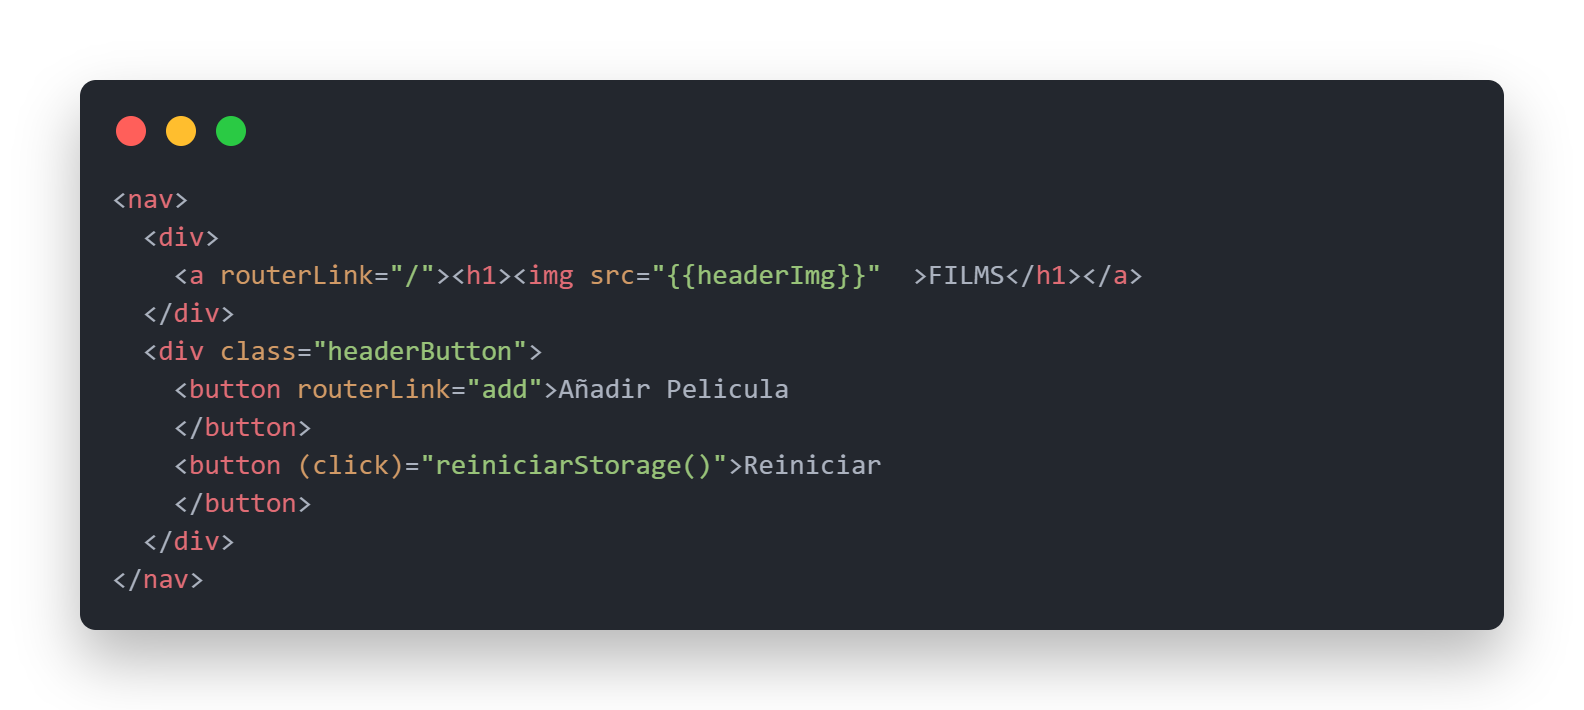 <nav>
  <div>
    <a routerLink="/"><h1><img src="{{headerImg}}"  >FILMS</h1></a>
  </div>
  <div class="headerButton">
    <button routerLink="add">Añadir Pelicula
    </button>
    <button (click)="reiniciarStorage()">Reiniciar
    </button>
  </div>
</nav>